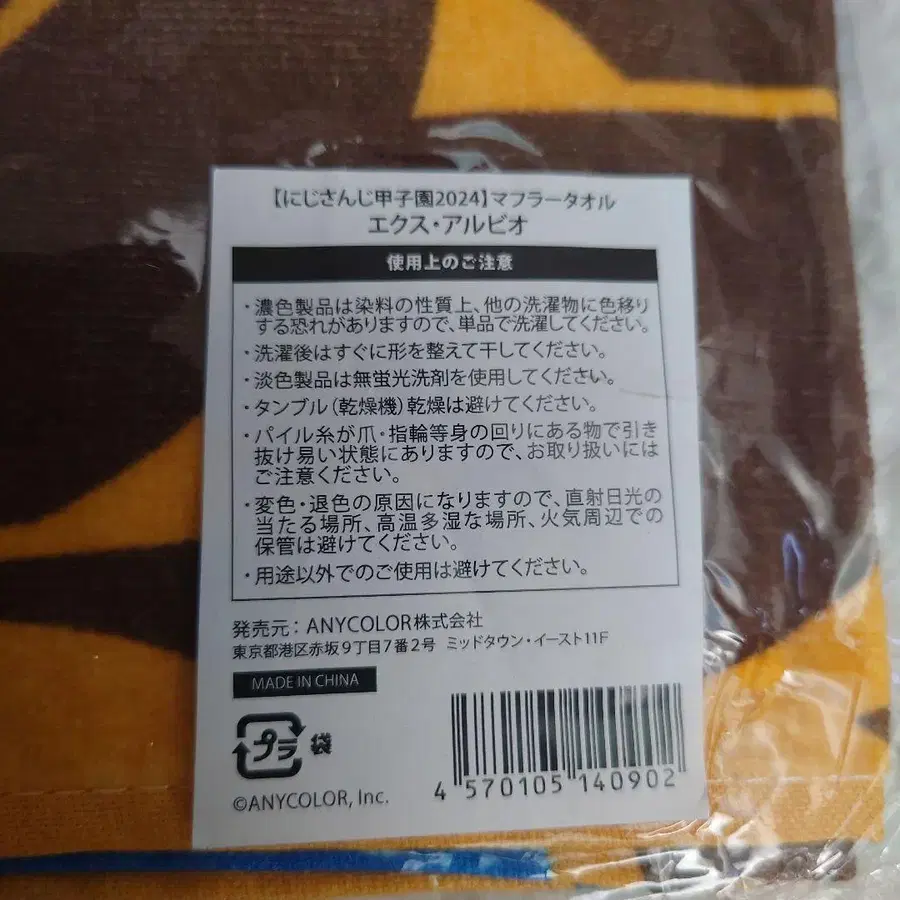 【にじさんじ甲子園2024】マフラータオル
エクス・アルビオ
使用上のご注意
・濃色製品は染料の性質上、他の洗濯物に色移り
する恐れがありますので、単品で洗濯してください。
・洗濯後はすぐに形を整えて干してください。
・淡色製品は無蛍光洗剤を使用してください。
・タンブル（乾燥機）乾燥は避けてください。
・パイル糸が爪・指輪等身の回りにある物で引き
抜け易い状態にありますので、お取り扱いには
ご注意ください。
・変色・退色の原因になりますので、直射日光の
当たる場所、高温多湿な場所、火気周辺での
保管は避けてください。
・用途以外でのご使用は避けてください。
発売元：ANYCOLOR株式会社
東京都港区赤坂9丁目7番2号 ミッドタウン・イースト11F
MADE IN CHINA
プラ 袋
©ANYCOLOR, Inc.
4 570105 140902